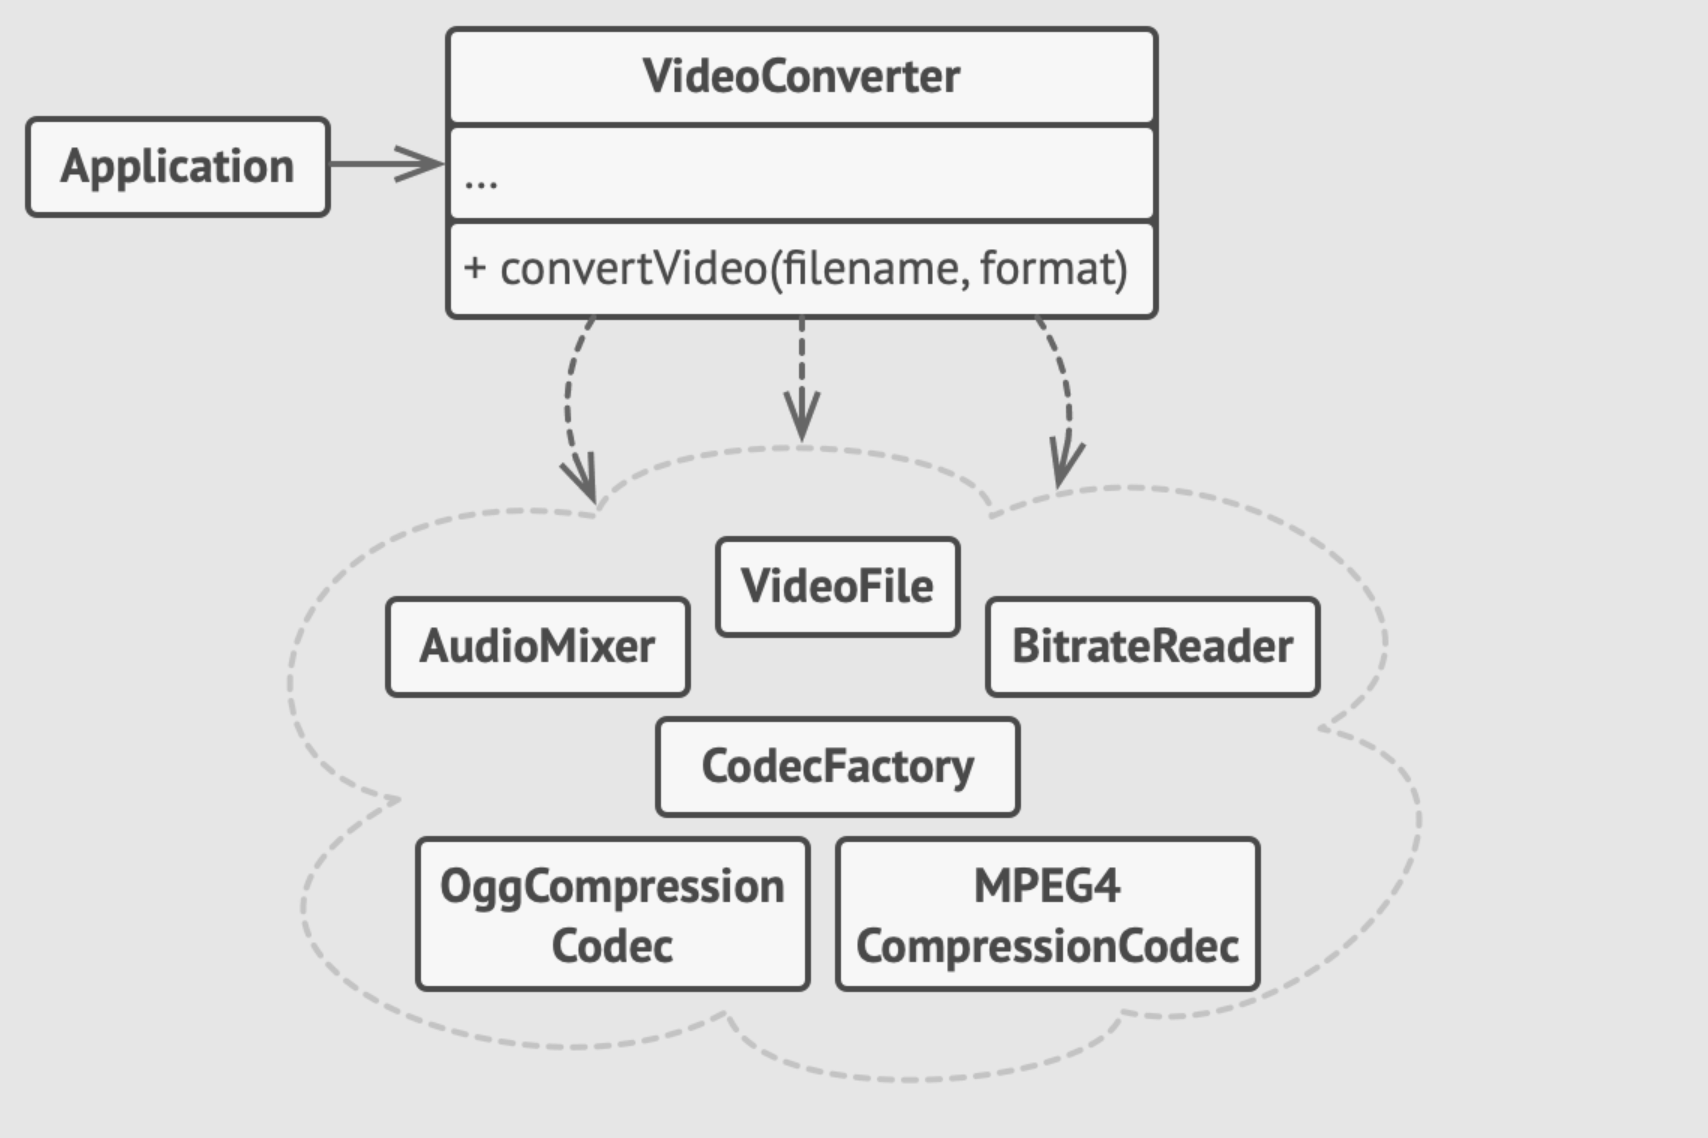 VideoConverter
Application
...
+ convertVideo(filename, format)
VideoFile
AudioMixer
BitrateReader
CodecFactory
OggCompression
Codec
MPEG4
CompressionCodec